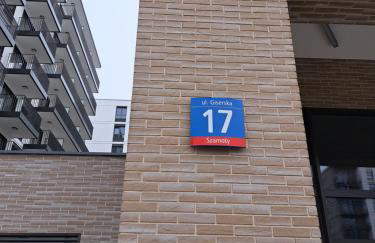 ul. Giserska
17
Szamoty